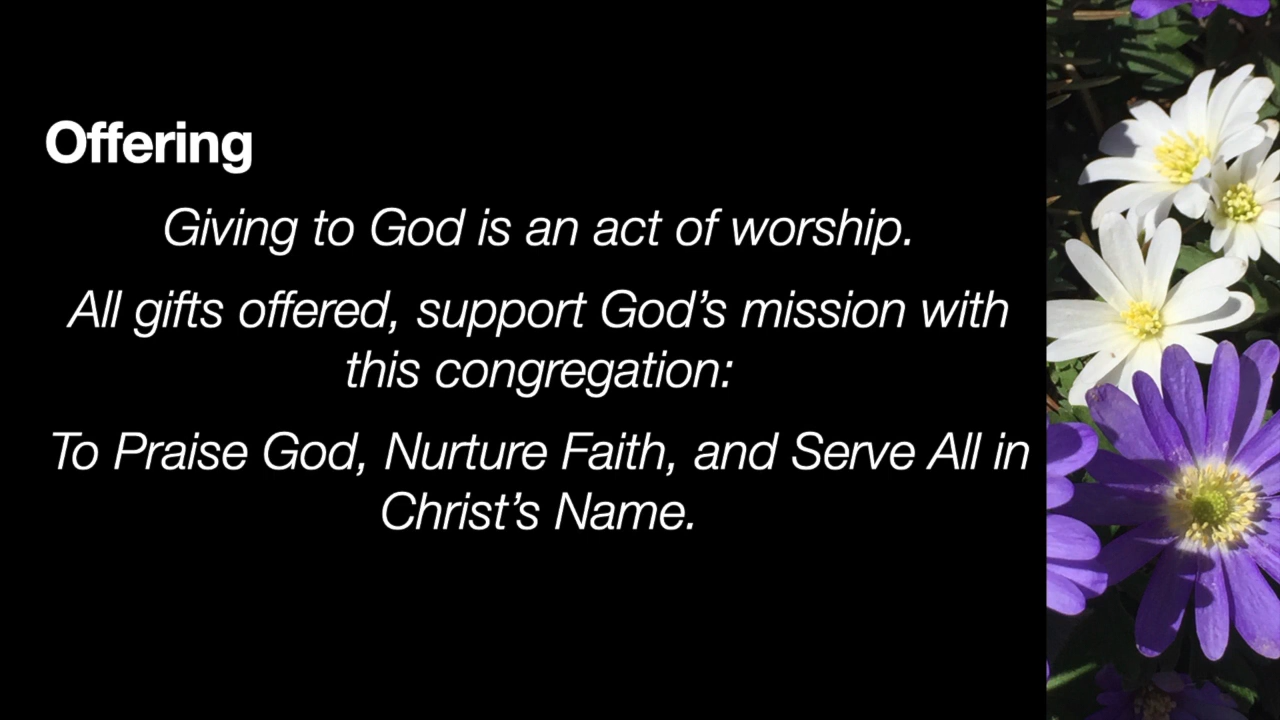 Offering
Giving to God is an act of worship.
All gifts offered, support God’s mission with
this congregation:
To Praise God, Nurture Faith, and Serve All in
Christ’s Name.